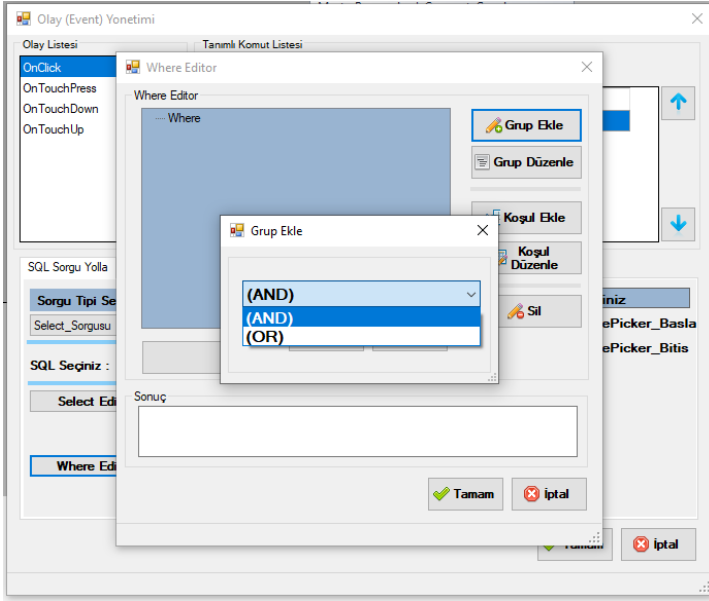 Olay (Event) Yonetimi
Olay Listesi
Tanımlı Komut Listesi
OnClick
OnTouchPress
OnTouchDown
OnTouchUp
Where Editor
Where Editor
Where
Grup Ekle
Grup Düzenle
Koşul Ekle
Koşul
Düzenle
Sil
Grup Ekle
(AND)
(AND)
(OR)
SQL Sorgu Yolla
Sorgu Tipi Se
Select_Sorgusu
SQL Seçiniz :
Select Edi
Where Edi
iniz
ePicker_Basla
ePicker_Bitis
Sonuç
Tamam
İptal
İptal